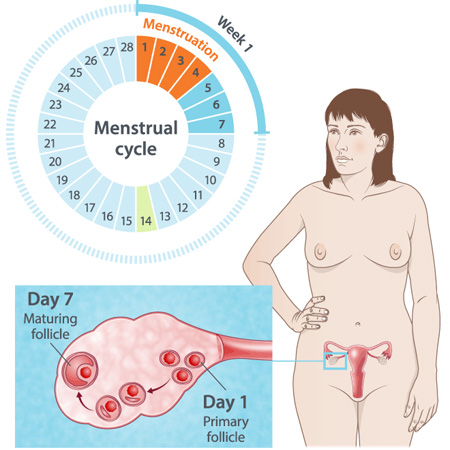 Week 1
Menstruation
1
2
3
4
5
6
7
8
9
10
11
12
13
14
15
16
17
18
19
20
21
22
23
24
25
26
27
28
Menstrual
cycle
Day 7
Maturing
follicle
Day 1
Primary
follicle